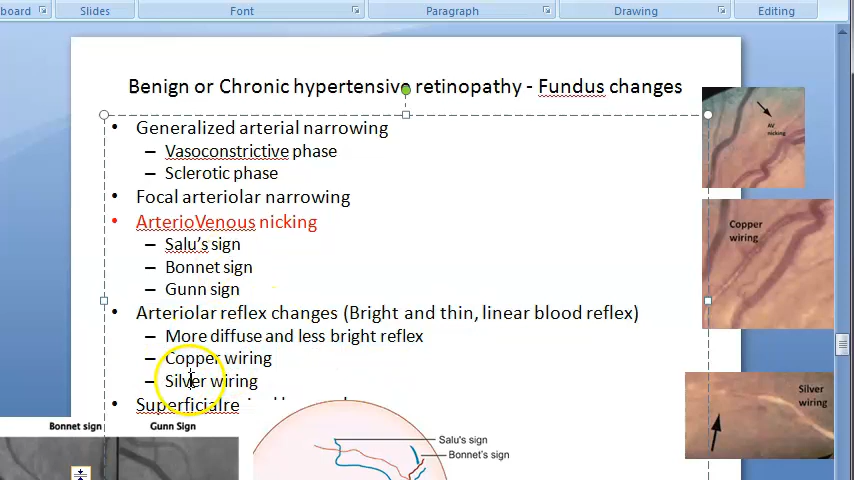 board
Slides
Font
Paragraph
Drawing
Editing
Benign or Chronic hypertensive retinopathy - Fundus changes
• Generalized arterial narrowing
– Vasoconstrictive phase
– Sclerotic phase
• Focal arteriolar narrowing
• ArterioVenous nicking
– Salu's sign
– Bonnet sign
– Gunn sign
• Arteriolar reflex changes (Bright and thin, linear blood reflex)
– More diffuse and less bright reflex
– Copper wiring
– Silver wiring
• Superficialre
AV
nicking
Copper
wiring
Silver
wiring
Bonnet sign
Gunn Sign
Salu's sign
Bonnet's sign